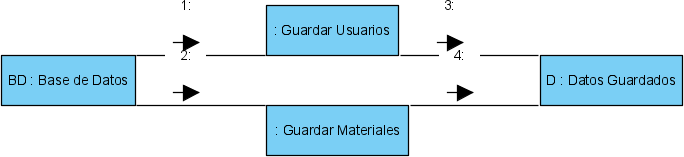 1:
3:
: Guardar Usuarios
2:
4:
BD : Base de Datos
D : Datos Guardados
: Guardar Materiales